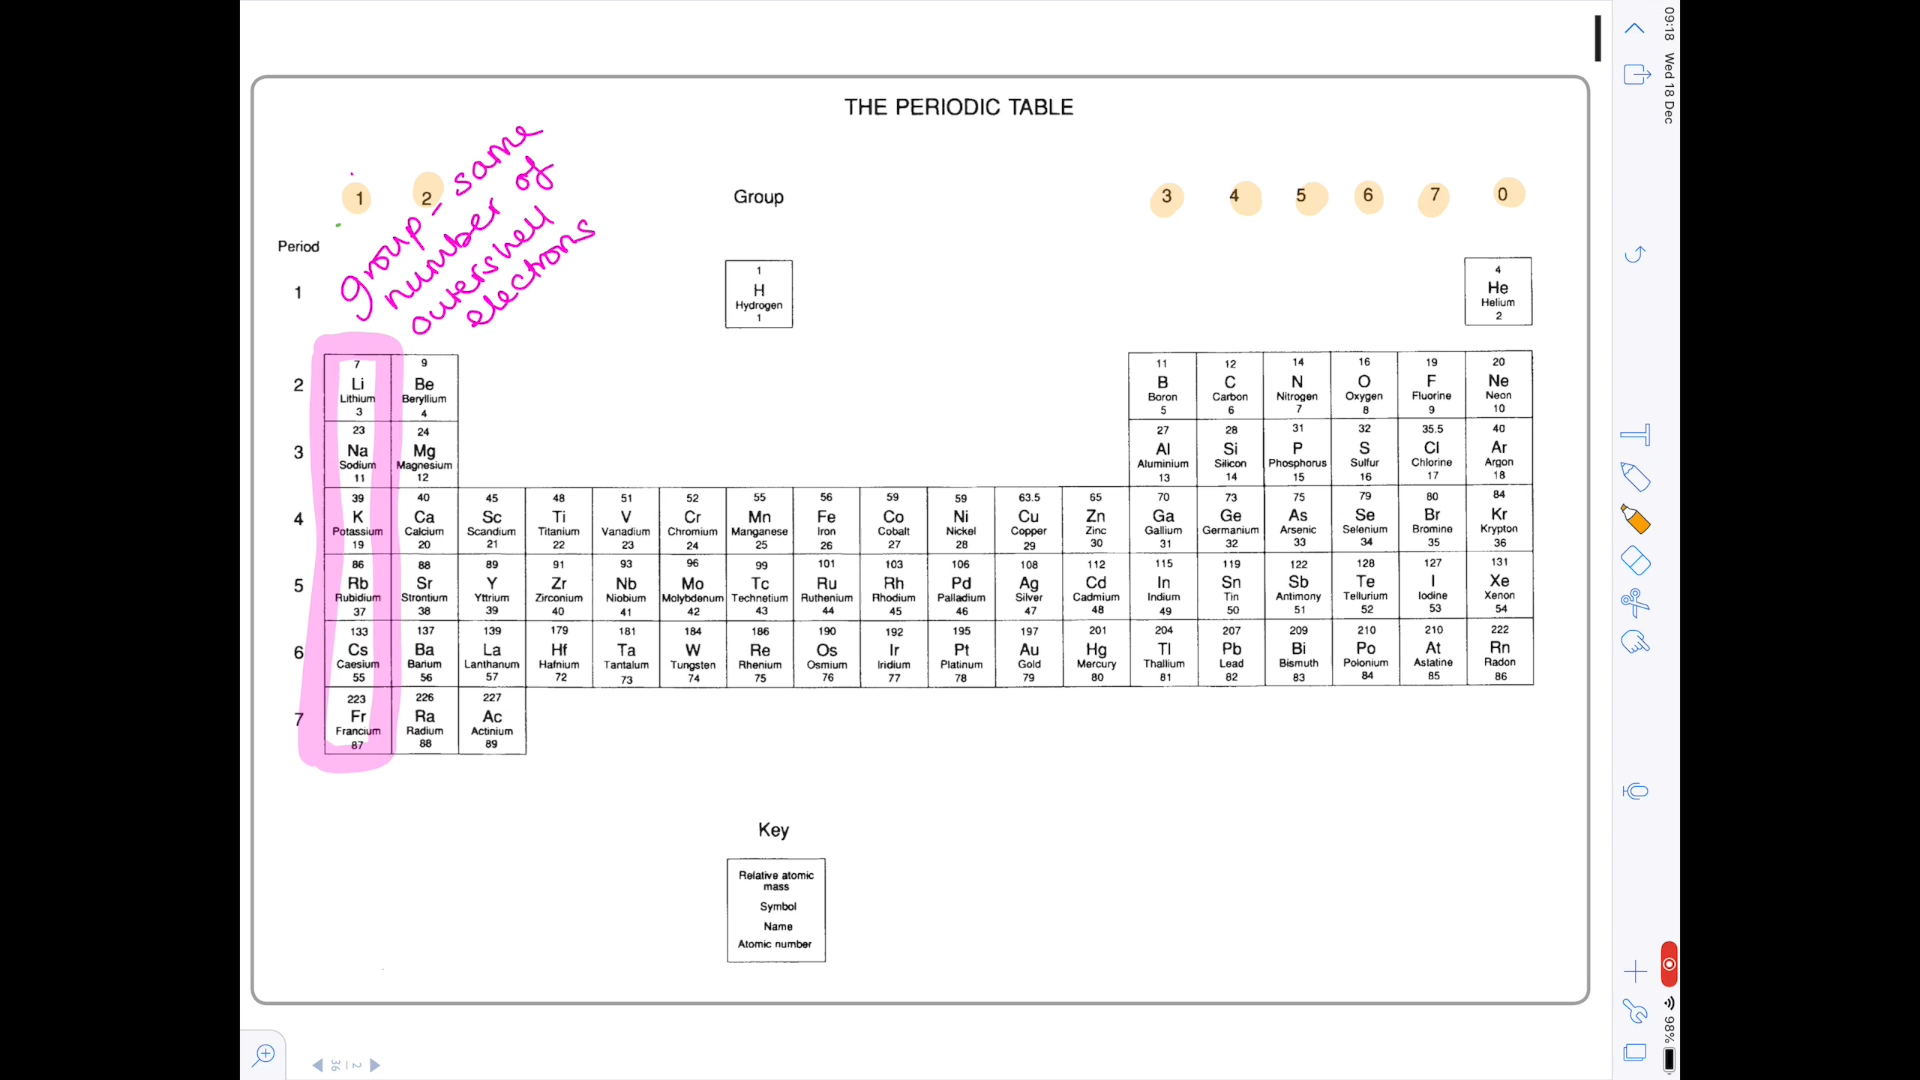 09:18 Wed 18 Dec
THE PERIODIC TABLE
1 2 Group 3 4 5 6 7 0
group - same
number of
outershell
electrons
Period
1
1
H
Hydrogen
1
4
He
Helium
2
2
7 9 11 12 14 16 19 20
Li Be B C N O F Ne
Lithium Beryllium Boron Carbon Nitrogen Oxygen Fluorine Neon
3 4 5 6 7 8 9 10
3
23 24 27 28 31 32 35.5 40
Na Mg Al Si P S Cl Ar
Sodium Magnesium Aluminium Silicon Phosphorus Sulfur Chlorine Argon
11 12 13 14 15 16 17 18
4
39 40 45 48 51 52 55 56 59 59 63.5 65 70 73 75 79 80 84
K Ca Sc Ti V Cr Mn Fe Co Ni Cu Zn Ga Ge As Se Br Kr
Potassium Calcium Scandium Titanium Vanadium Chromium Manganese Iron Cobalt Nickel Copper Zinc Gallium Germanium Arsenic Selenium Bromine Krypton
19 20 21 22 23 24 25 26 27 28 29 30 31 32 33 34 35 36
5
86 88 89 91 93 96 99 101 103 106 108 112 115 119 122 128 127 131
Rb Sr Y Zr Nb Mo Tc Ru Rh Pd Ag Cd In Sn Sb Te I Xe
Rubidium Strontium Yttrium Zirconium Niobium Molybdenum Technetium Ruthenium Rhodium Palladium Silver Cadmium Indium Tin Antimony Tellurium Iodine Xenon
37 38 39 40 41 42 43 44 45 46 47 48 49 50 51 52 53 54
6
133 137 139 179 181 184 186 190 192 195 197 201 204 207 209 210 210 222
Cs Ba La Hf Ta W Re Os Ir Pt Au Hg Tl Pb Bi Po At Rn
Caesium Barium Lanthanum Hafnium Tantalum Tungsten Rhenium Osmium Iridium Platinum Gold Mercury Thallium Lead Bismuth Polonium Astatine Radon
55 56 57 72 73 74 75 76 77 78 79 80 81 82 83 84 85 86
7
223 226 227
Fr Ra Ac
Francium Radium Actinium
87 88 89
Key
Relative atomic
mass
Symbol
Name
Atomic number
98%
2
36